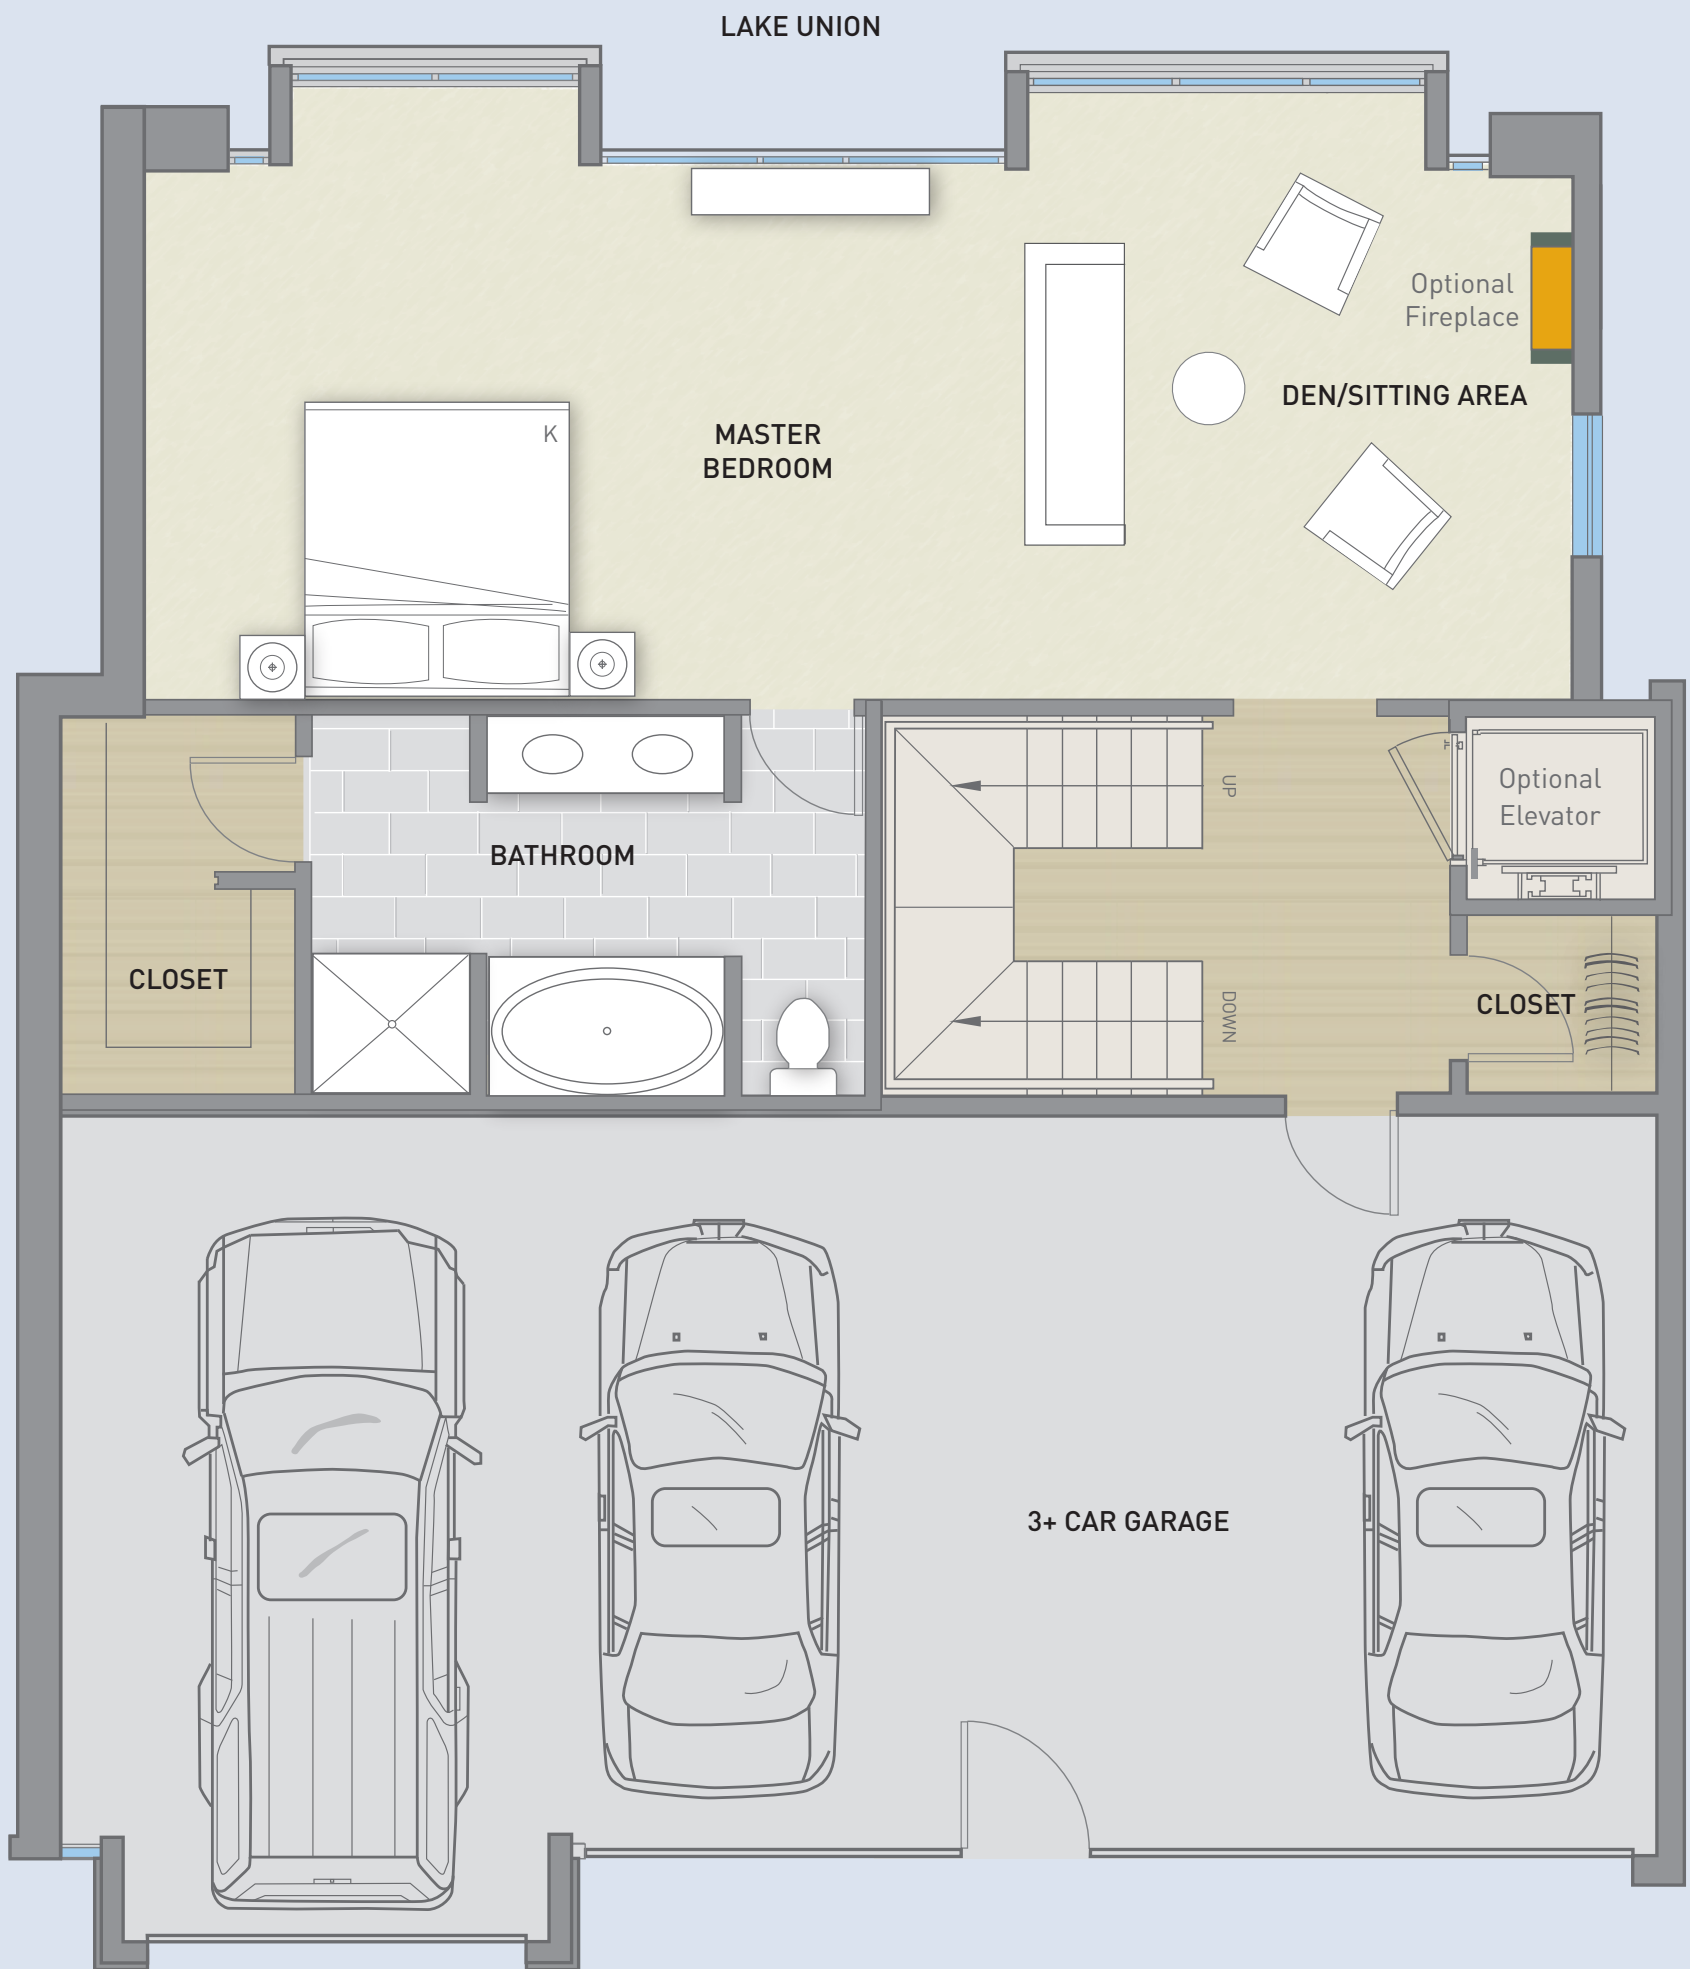 LAKE UNION
Optional
Fireplace
DEN/SITTING AREA
K
MASTER
BEDROOM
UP
Optional
Elevator
BATHROOM
CLOSET
DOWN
CLOSET
3+ CAR GARAGE